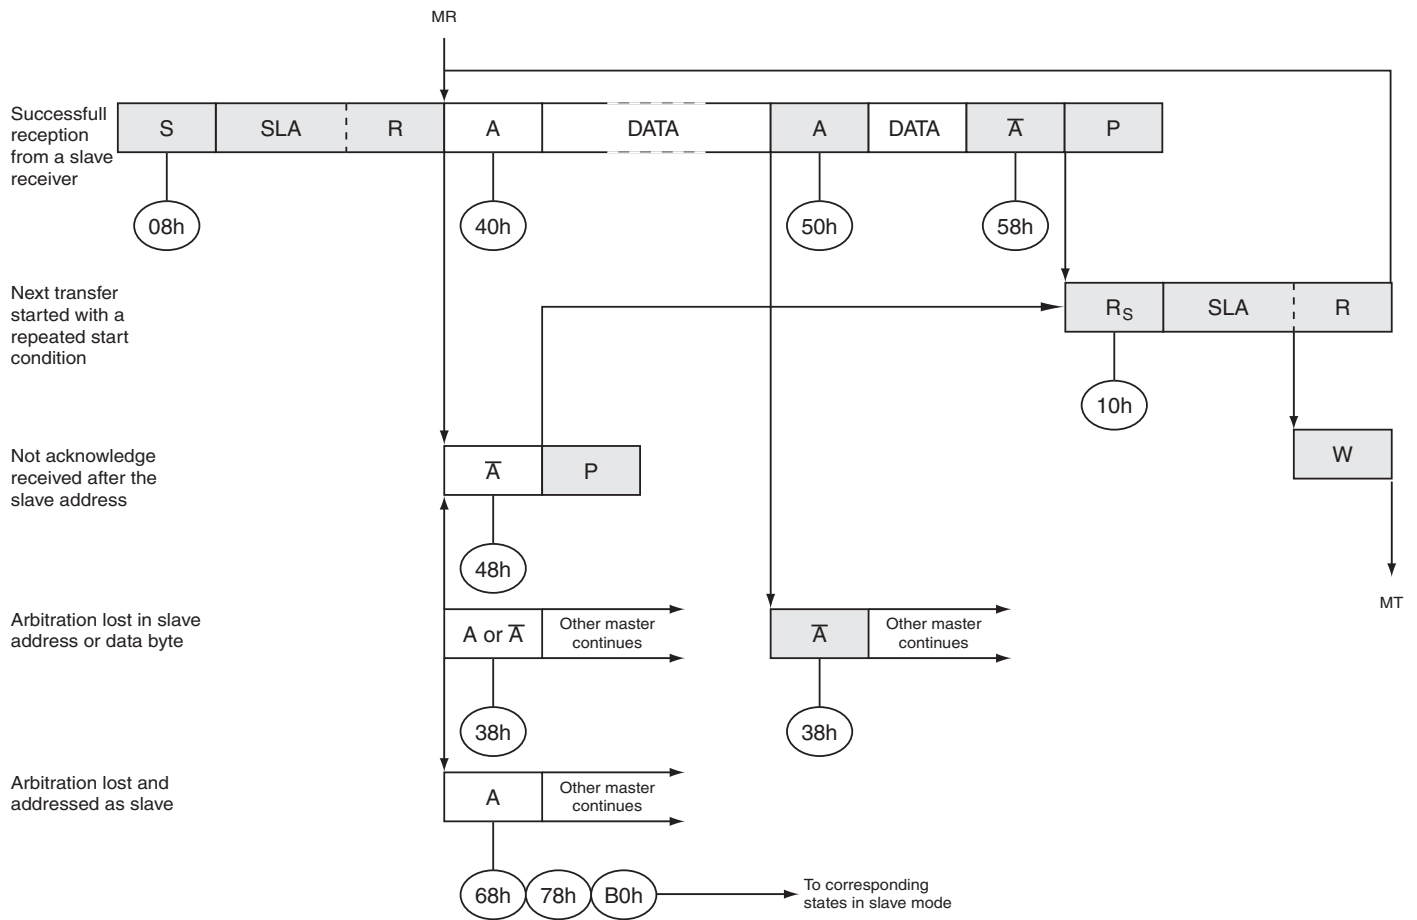 MR
Successfull
reception
from a slave
receiver
S SLA R A DATA A DATA A̅ P
08h 40h 50h 58h
Next transfer
started with a
repeated start
condition
RS SLA R
10h
Not acknowledge
received after the
slave address
A̅ P
W
48h
MT
Arbitration lost in slave
address or data byte
A or A̅
Other master
continues
A̅
Other master
continues
38h 38h
Arbitration lost and
addressed as slave
A
Other master
continues
68h 78h B0h
To corresponding
states in slave mode